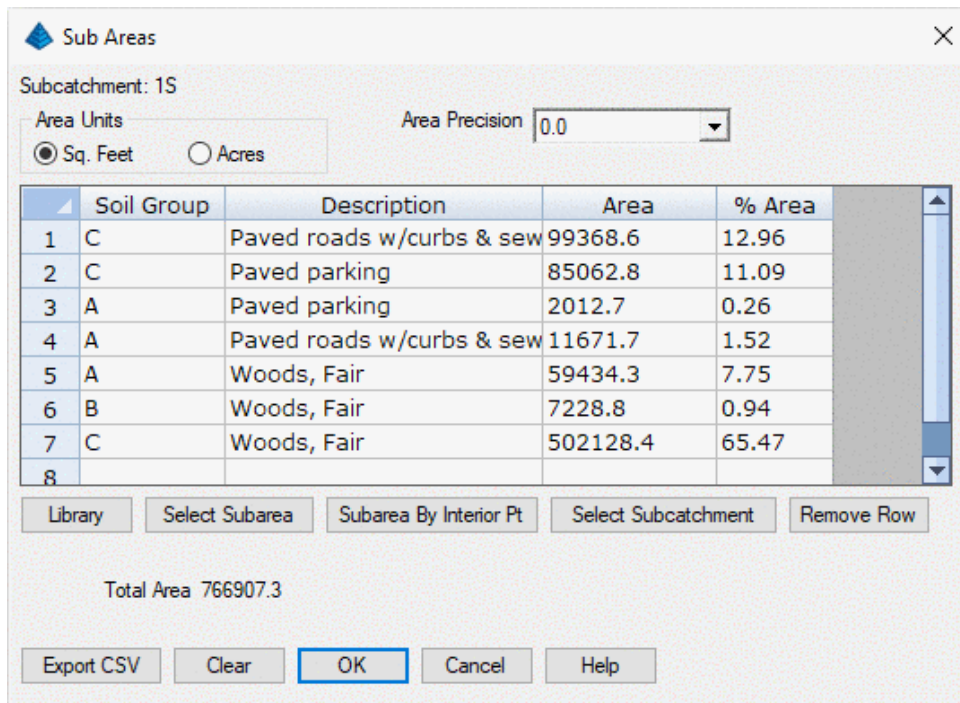 Sub Areas
Subcatchment: 1S
Area Units
Sq. Feet Acres
Area Precision 0.0
Soil Group Description Area % Area
1 C Paved roads w/curbs & sew 99368.6 12.96
2 C Paved parking 85062.8 11.09
3 A Paved parking 2012.7 0.26
4 A Paved roads w/curbs & sew 11671.7 1.52
5 A Woods, Fair 59434.3 7.75
6 B Woods, Fair 7228.8 0.94
7 C Woods, Fair 502128.4 65.47
8
Library Select Subarea Subarea By Interior Pt Select Subcatchment Remove Row
Total Area 766907.3
Export CSV Clear OK Cancel Help